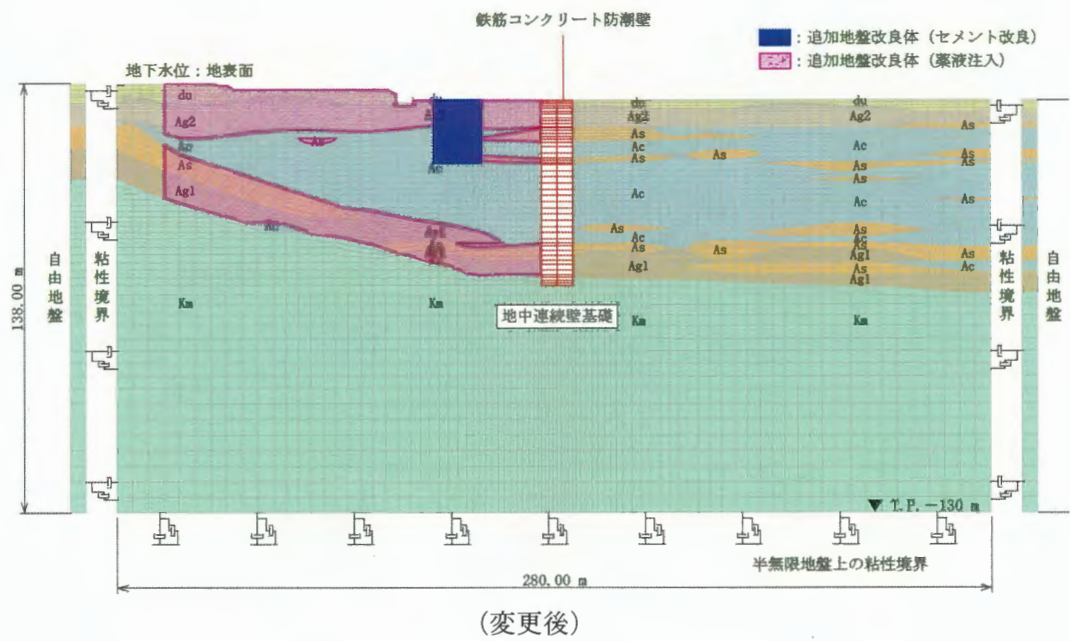 鉄筋コンクリート防潮壁
：追加地盤改良体（セメント改良）
：追加地盤改良体（薬液注入）
地下水位：地表面
du
du
du
Ag2
Ag2
Ag2
As
As
As
Ac
Ac
As
As
As
As
As
Ac
As
Ac
Ag1
Ac
Ac
As
As
Ac
Ac
As
As
As
As
Ag1
Ag1
As
Ac
Ag1
Km
Km
Km
Km
地中連続壁基礎
自由地盤
粘性境界
粘性境界
自由地盤
138.00 m
▼ T.P. －130 m
半無限地盤上の粘性境界
280.00 m
(変更後)